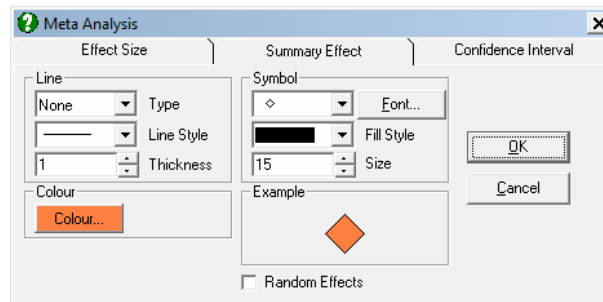 Meta Analysis
Effect Size
Summary Effect
Confidence Interval
Line
None
Type
Line Style
1
Thickness
Symbol
Font...
Fill Style
15
Size
OK
Cancel
Colour
Colour...
Example
Random Effects